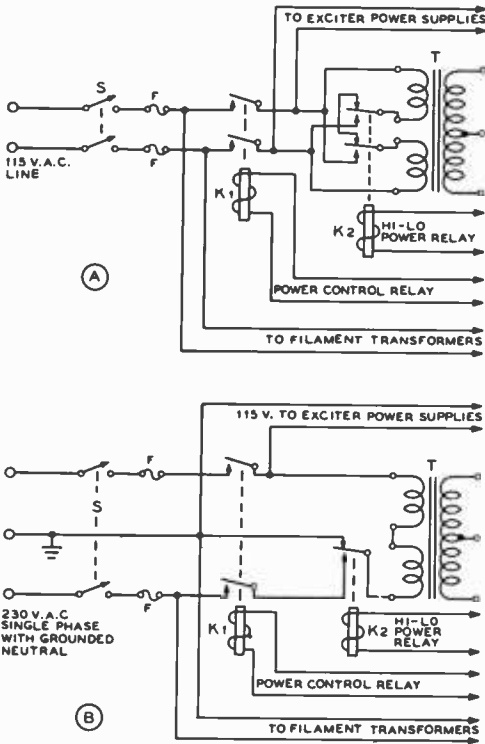 TO EXCITER POWER SUPPLIES
T
S
F
F
115 V.A.C.
LINE
K1
K2
HI-LO
POWER RELAY
A
POWER CONTROL RELAY
TO FILAMENT TRANSFORMERS
115 V. TO EXCITER POWER SUPPLIES
T
F
S
F
230 V.A.C
SINGLE PHASE
WITH GROUNDED
NEUTRAL
K1
K2
HI-LO
POWER
RELAY
POWER CONTROL RELAY
B
TO FILAMENT TRANSFORMERS